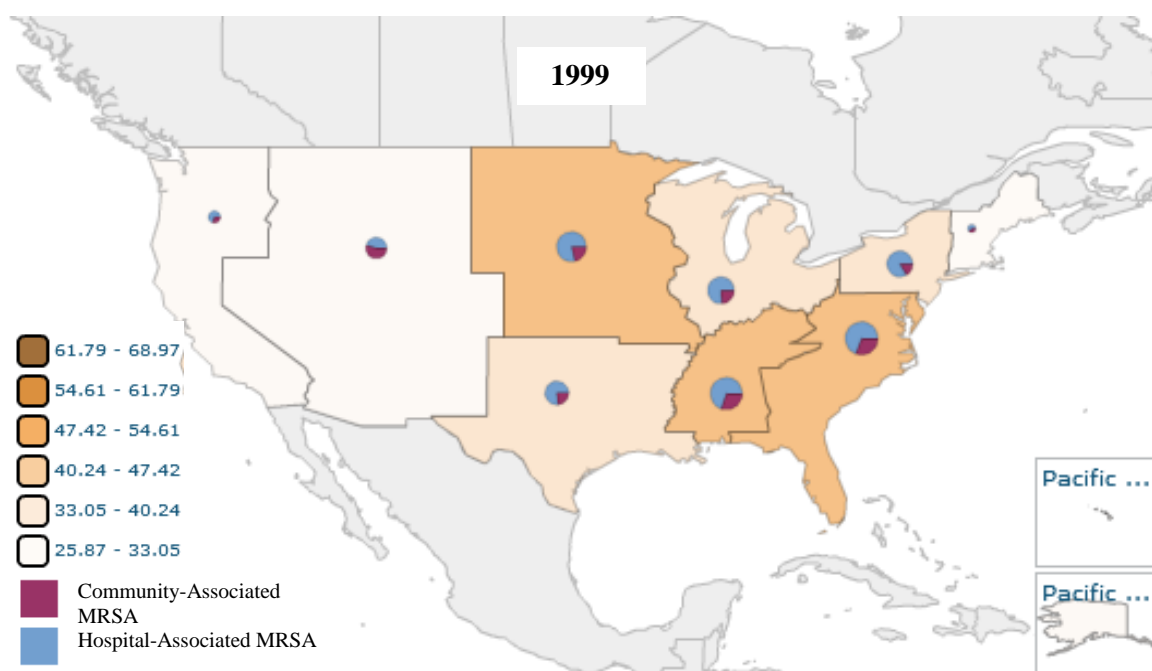 1999
61.79 - 68.97
54.61 - 61.79
47.42 - 54.61
40.24 - 47.42
33.05 - 40.24
25.87 - 33.05
Community-Associated
MRSA
Hospital-Associated MRSA
Pacific ...
Pacific ...